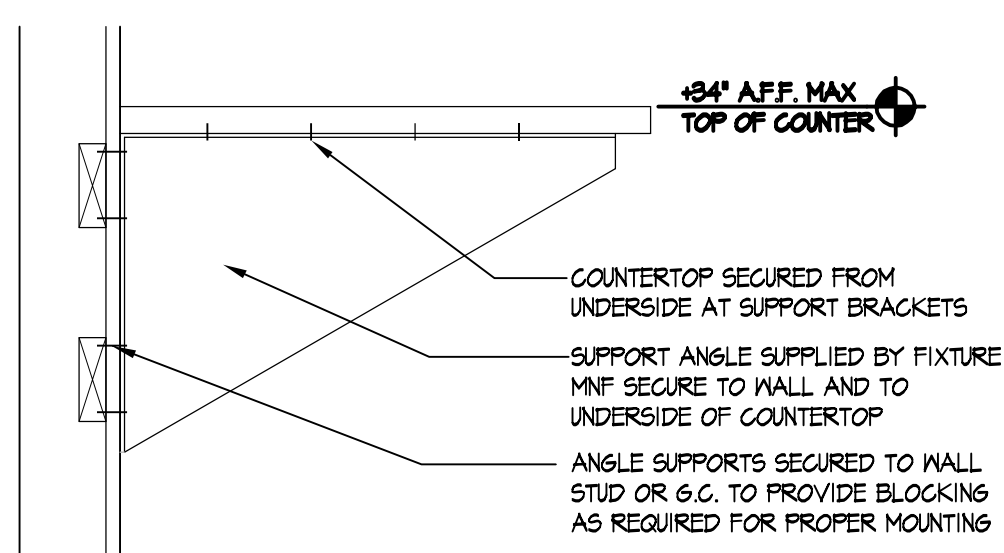 +34" A.F.F. MAX
TOP OF COUNTER
COUNTERTOP SECURED FROM
UNDERSIDE AT SUPPORT BRACKETS
SUPPORT ANGLE SUPPLIED BY FIXTURE
MNF SECURE TO WALL AND TO
UNDERSIDE OF COUNTERTOP
ANGLE SUPPORTS SECURED TO WALL
STUD OR G.C. TO PROVIDE BLOCKING
AS REQUIRED FOR PROPER MOUNTING